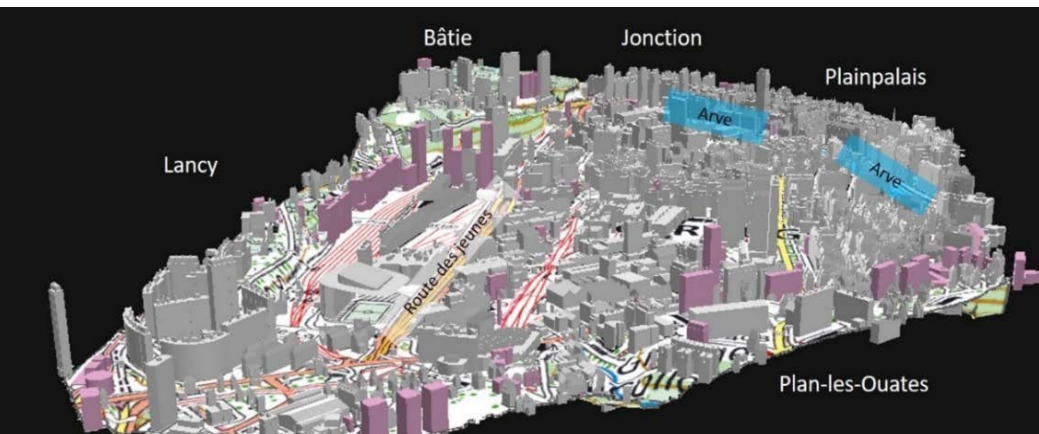 Bâtie
Jonction
Plainpalais
Arve
Arve
Lancy
Route des jeunes
Plan-les-Ouates